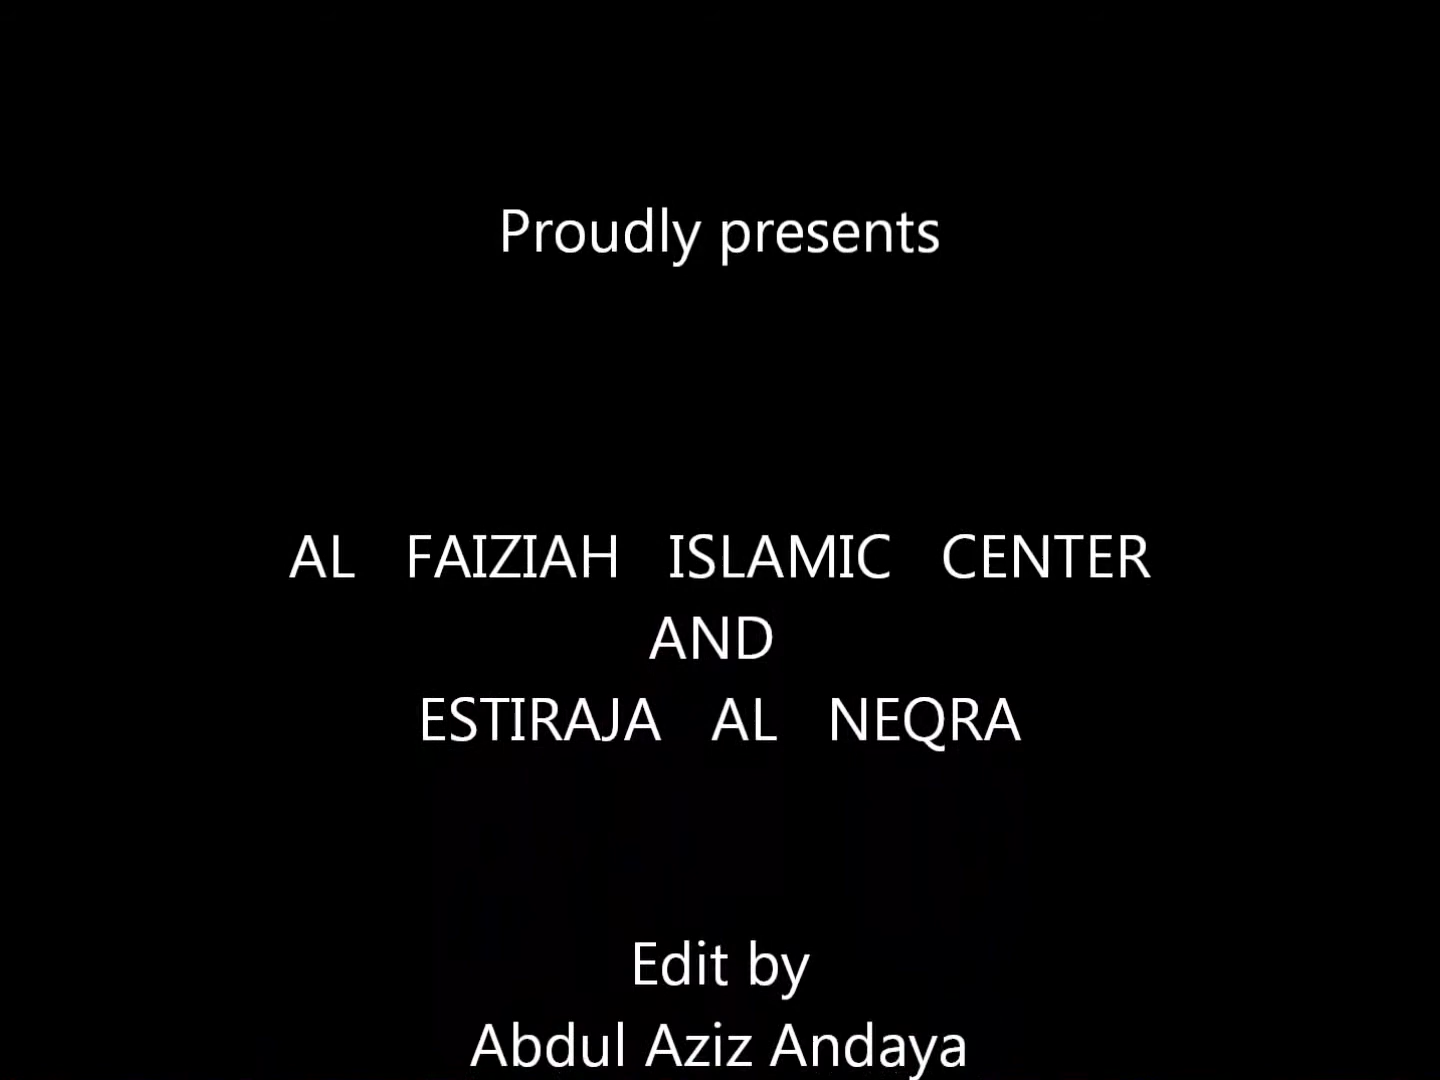 Proudly presents
AL FAIZIAH ISLAMIC CENTER
AND
ESTIRAJA AL NEQRA
Edit by
Abdul Aziz Andaya